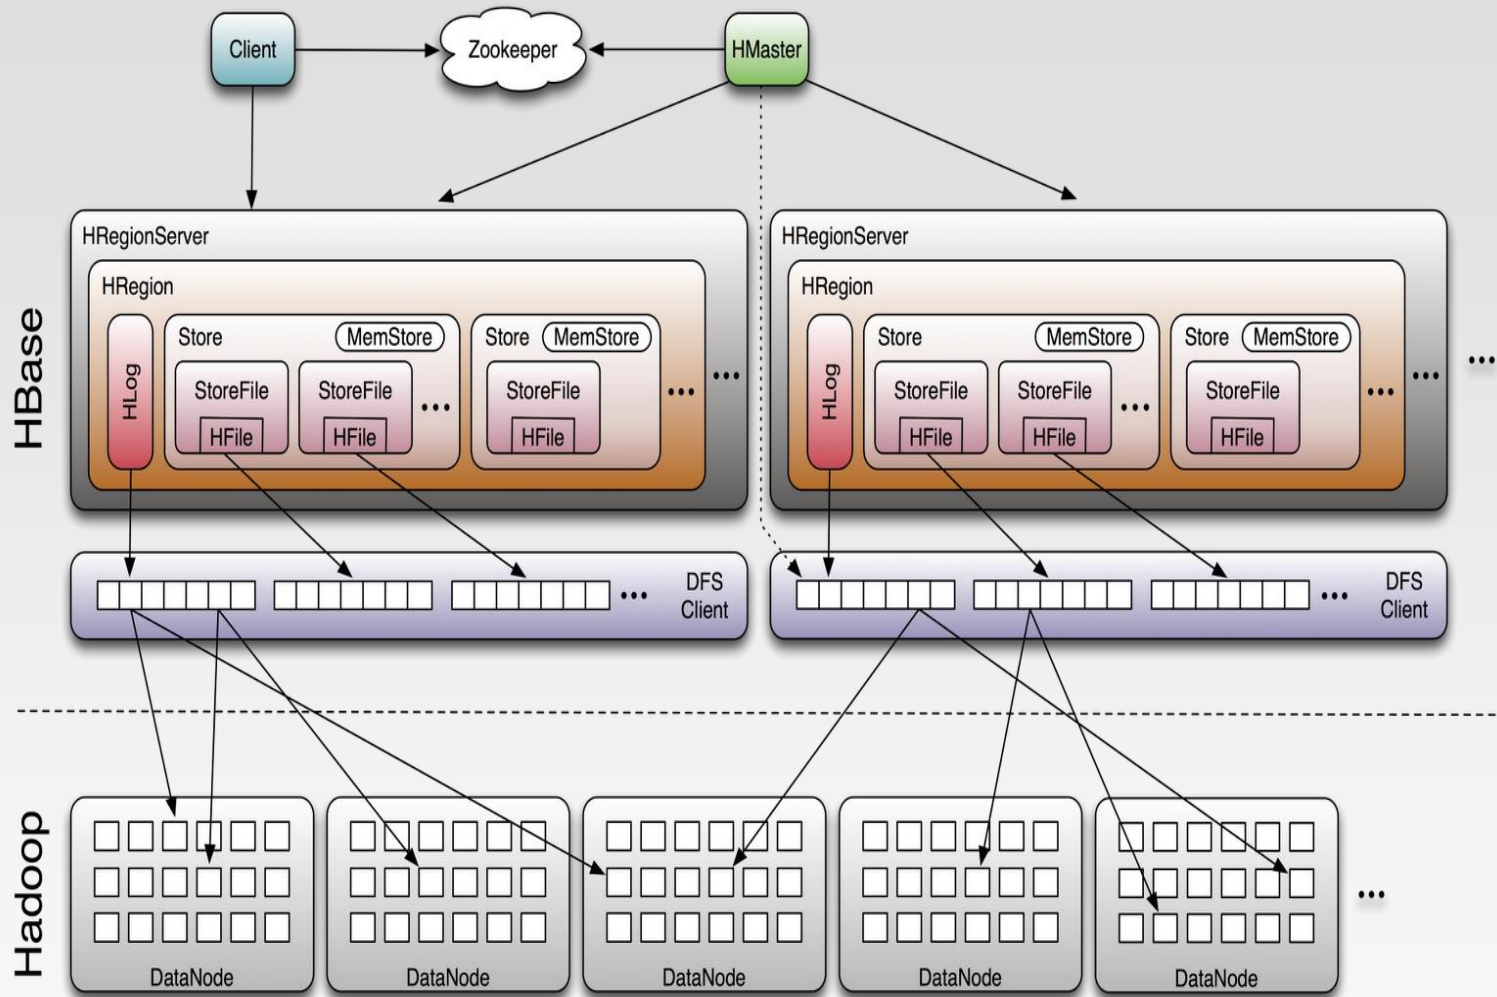 Client
Zookeeper
HMaster
HBase
HRegionServer
HRegion
HLog
Store
MemStore
StoreFile
HFile
StoreFile
HFile
...
Store
MemStore
StoreFile
HFile
...
...
HRegionServer
HRegion
HLog
Store
MemStore
StoreFile
HFile
StoreFile
HFile
...
Store
MemStore
StoreFile
HFile
...
...
...
...
DFS
Client
...
DFS
Client
Hadoop
DataNode
DataNode
DataNode
DataNode
DataNode
...